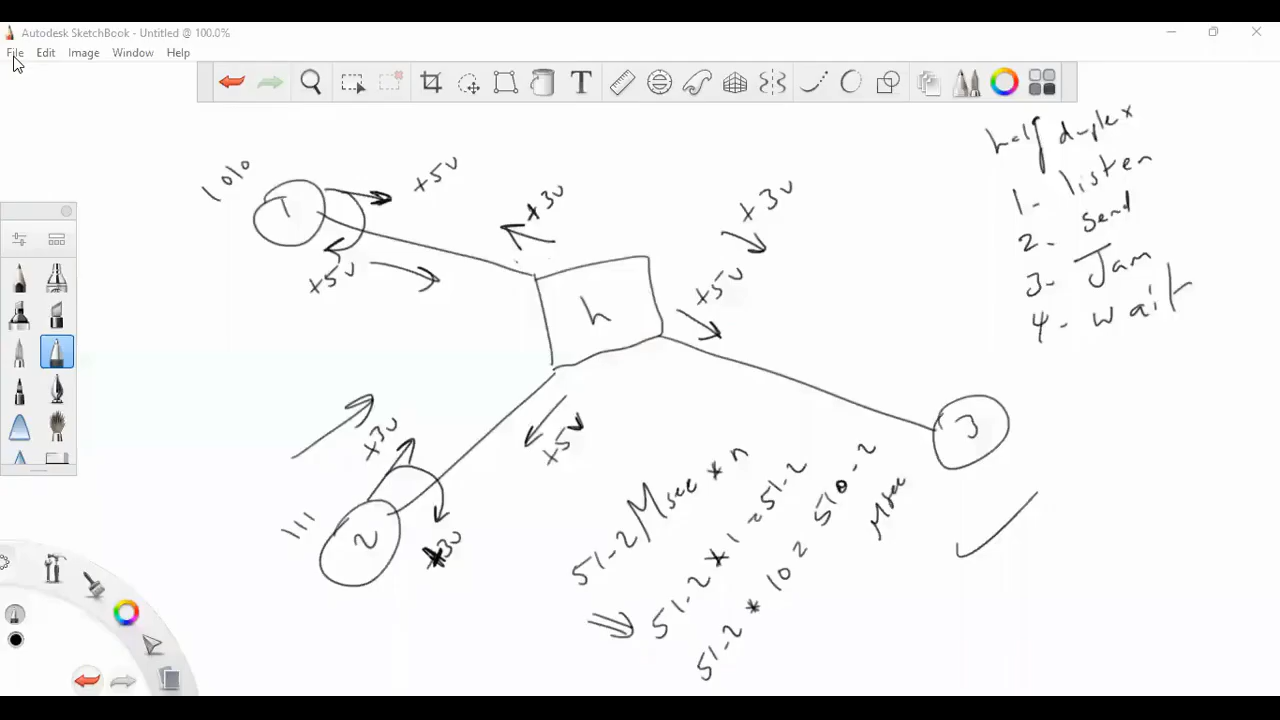 Autodesk SketchBook - Untitled @ 100.0%
File Edit Image Window Help
half duplex
1- listen
2- send
3- Jam
4- wait
1010
1
+5v
+5v
+3v
+3v
+5v
h
+5v
+3v
+3v
111
2
3
51-2 Msec * n
51-2 * 1 = 51-2
51-2 * 10 = 510-2
Msec